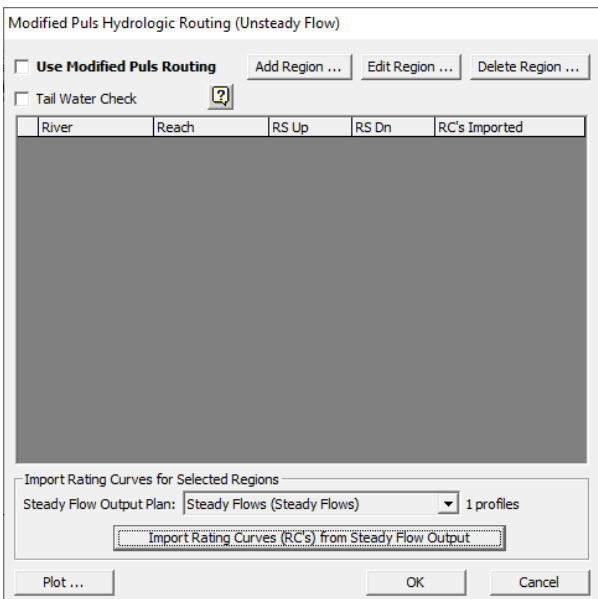 Modified Puls Hydrologic Routing (Unsteady Flow)
Use Modified Puls Routing Add Region ... Edit Region ... Delete Region ...
Tail Water Check ?
River Reach RS Up RS Dn RC's Imported
Import Rating Curves for Selected Regions
Steady Flow Output Plan: Steady Flows (Steady Flows) 1 profiles
Import Rating Curves (RC's) from Steady Flow Output
Plot ... OK Cancel